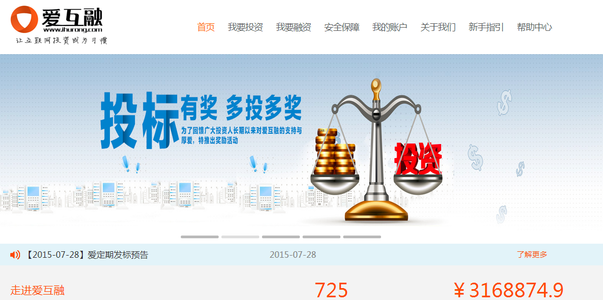 爱互融
www.ihurong.com
让互联网投资成为习惯
首页 我要投资 我要融资 安全保障 我的账户 关于我们 新手指引 帮助中心
投标有奖 多投多奖
为了回馈广大投资人长期以来对爱互融的支持与
厚爱，特推出奖励活动
投资
【2015-07-28】爱定期发标预告 2015-07-28 了解更多
走进爱互融 725 ￥3168874.9